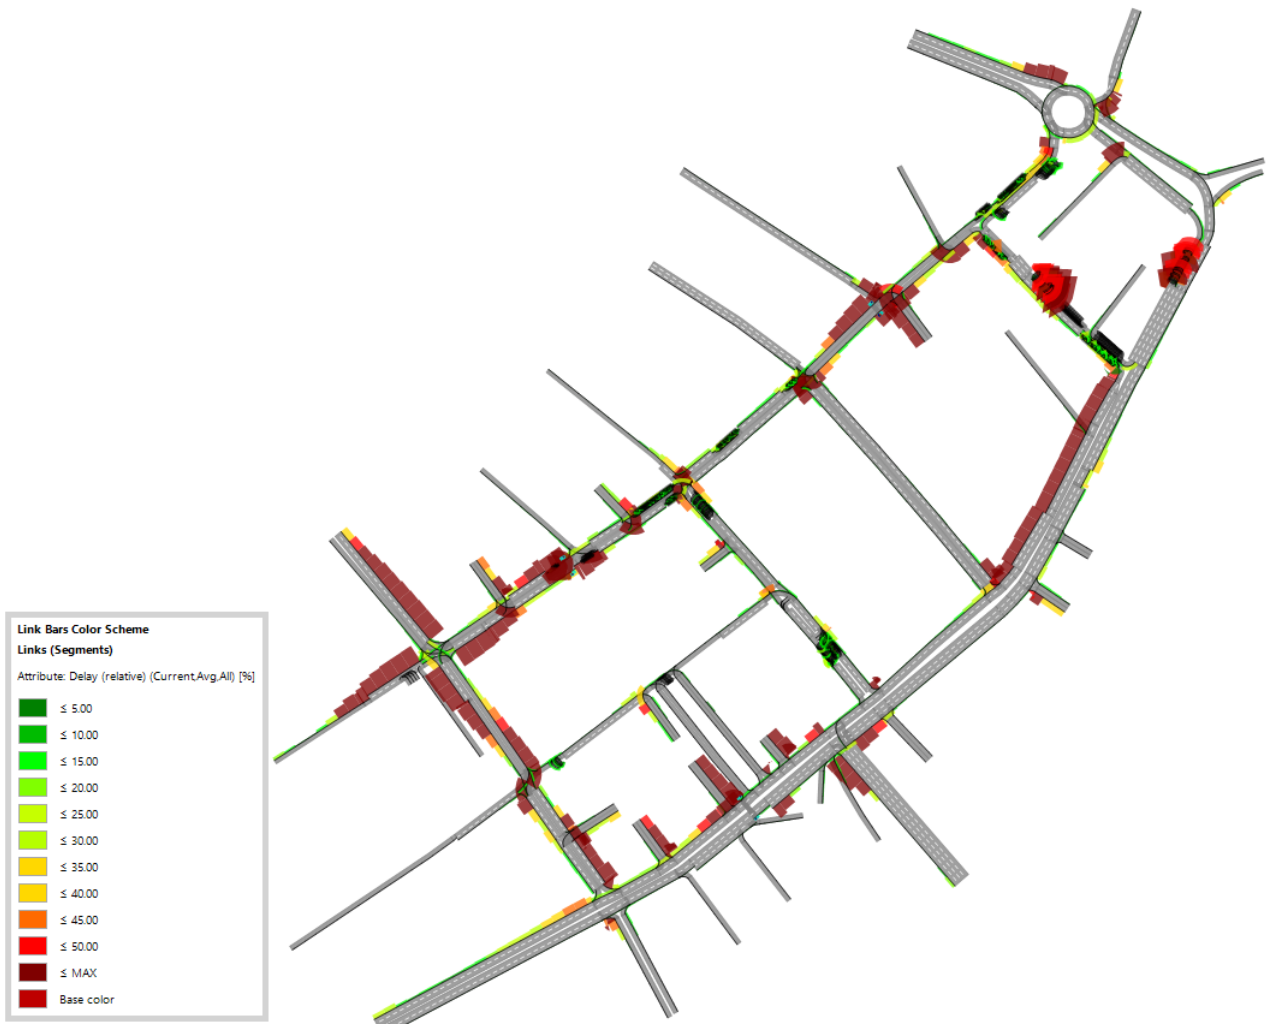 Link Bars Color Scheme
Links (Segments)
Attribute: Delay (relative) (Current,Avg,All) [%]
≤ 5.00
≤ 10.00
≤ 15.00
≤ 20.00
≤ 25.00
≤ 30.00
≤ 35.00
≤ 40.00
≤ 45.00
≤ 50.00
≤ MAX
Base color